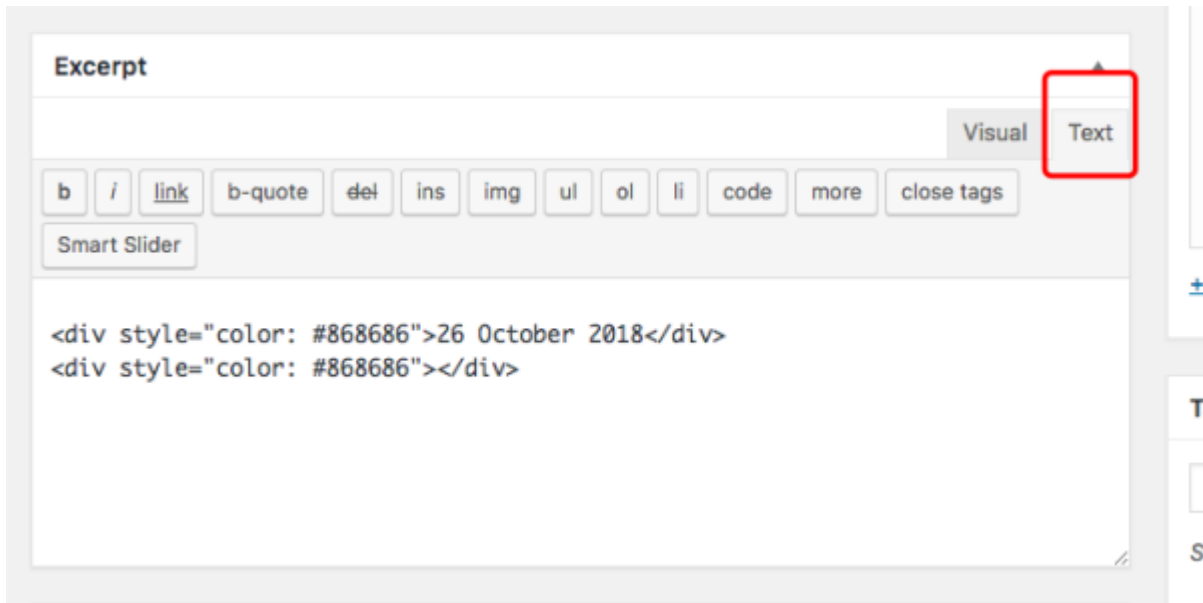 Excerpt
Visual Text
b i link b-quote del ins img ul ol li code more close tags
Smart Slider
<div style="color: #868686">26 October 2018</div>
<div style="color: #868686"></div>
+
T
S